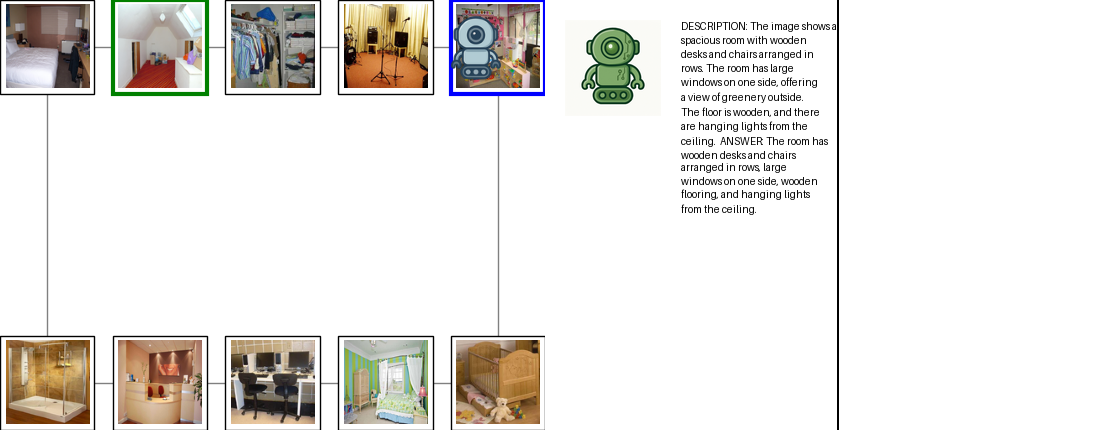 DESCRIPTION: The image shows a
spacious room with wooden
desks and chairs arranged in
rows. The room has large
windows on one side, offering
a view of greenery outside.
The floor is wooden, and there
are hanging lights from the
ceiling. ANSWER: The room has
wooden desks and chairs
arranged in rows, large
windows on one side, wooden
flooring, and hanging lights
from the ceiling.